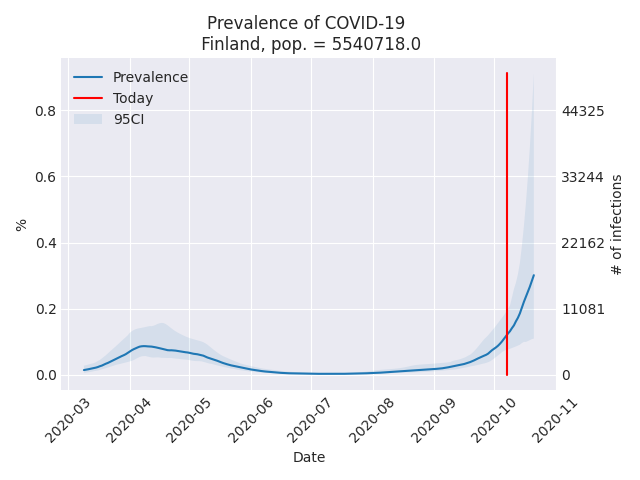 Prevalence of COVID-19
Finland, pop. = 5540718.0
Prevalence
Today
95CI
0.8
0.6
0.4
0.2
0.0
%
44325
33244
22162
11081
0
# of infections
2020-03
2020-04
2020-05
2020-06
2020-07
2020-08
2020-09
2020-10
2020-11
Date